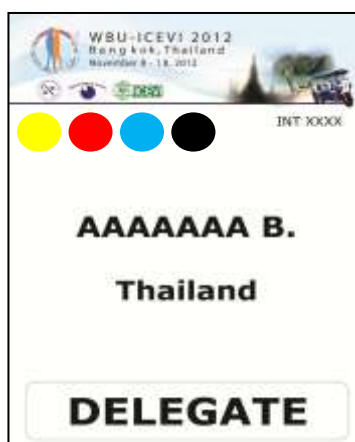 WBU-ICEVI 2012
Bangkok, Thailand
November 8 - 18, 2012
INT XXXX
AAAAAAA B.
Thailand
DELEGATE